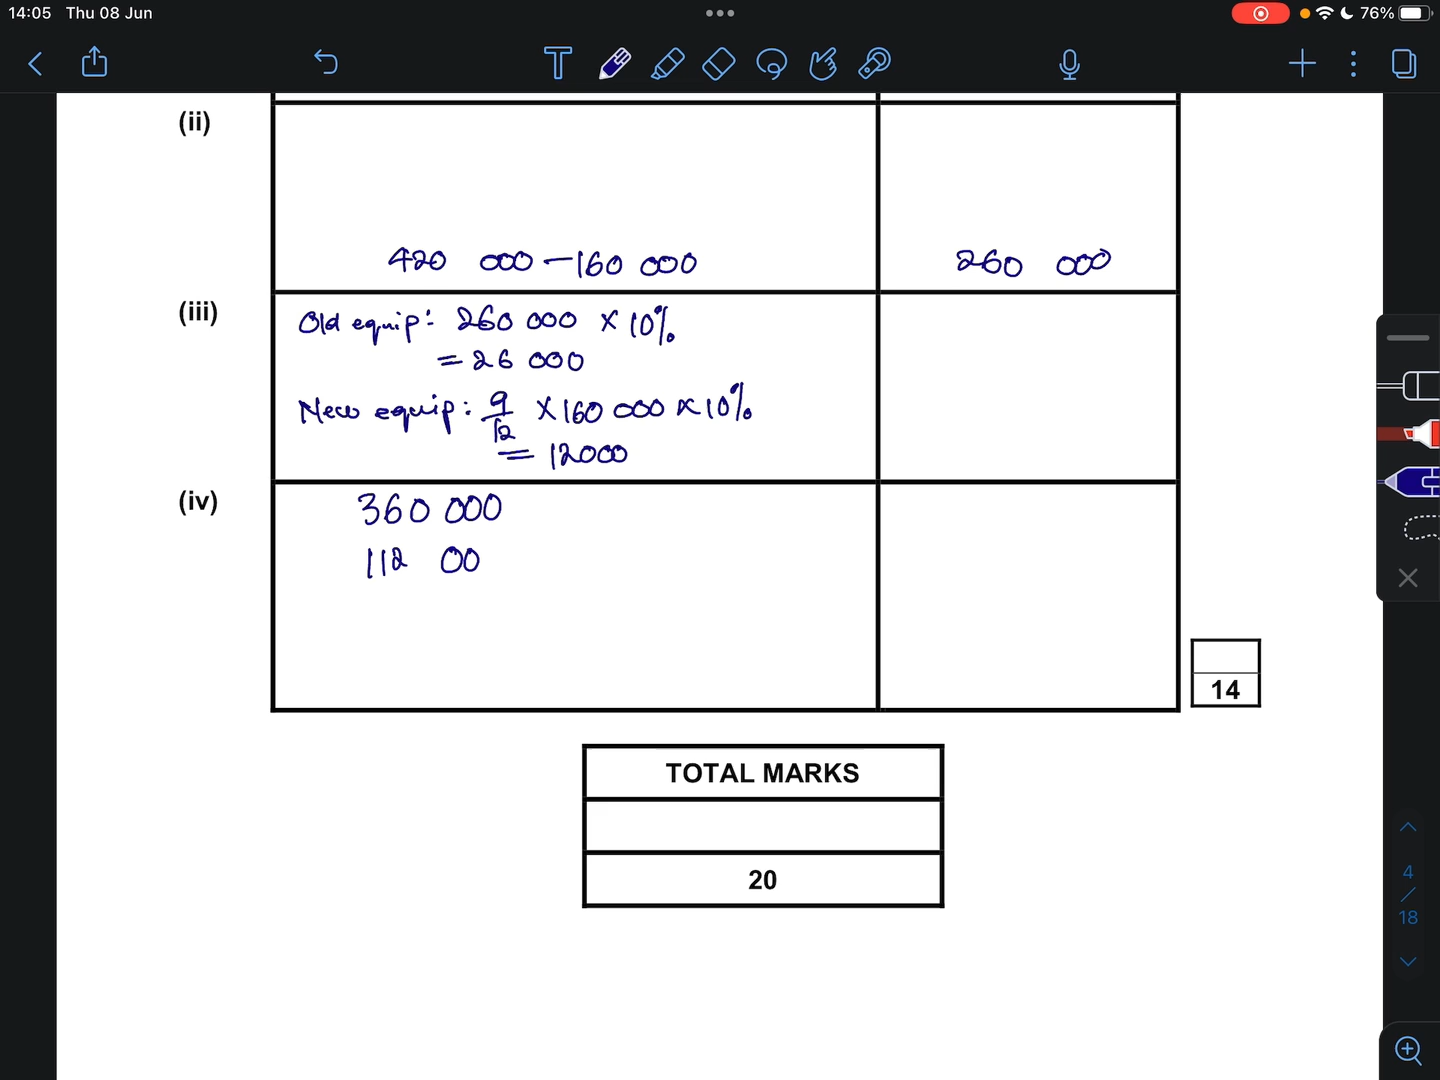 14:05 Thu 08 Jun
76%
T
(ii)
420 000 - 160 000
260 000
(iii)
Old equip: 260 000 × 10%
= 26 000
New equip: 9/12 × 160 000 × 10%
= 12000
(iv)
360 000
112 00
14
TOTAL MARKS
20
4
/
18